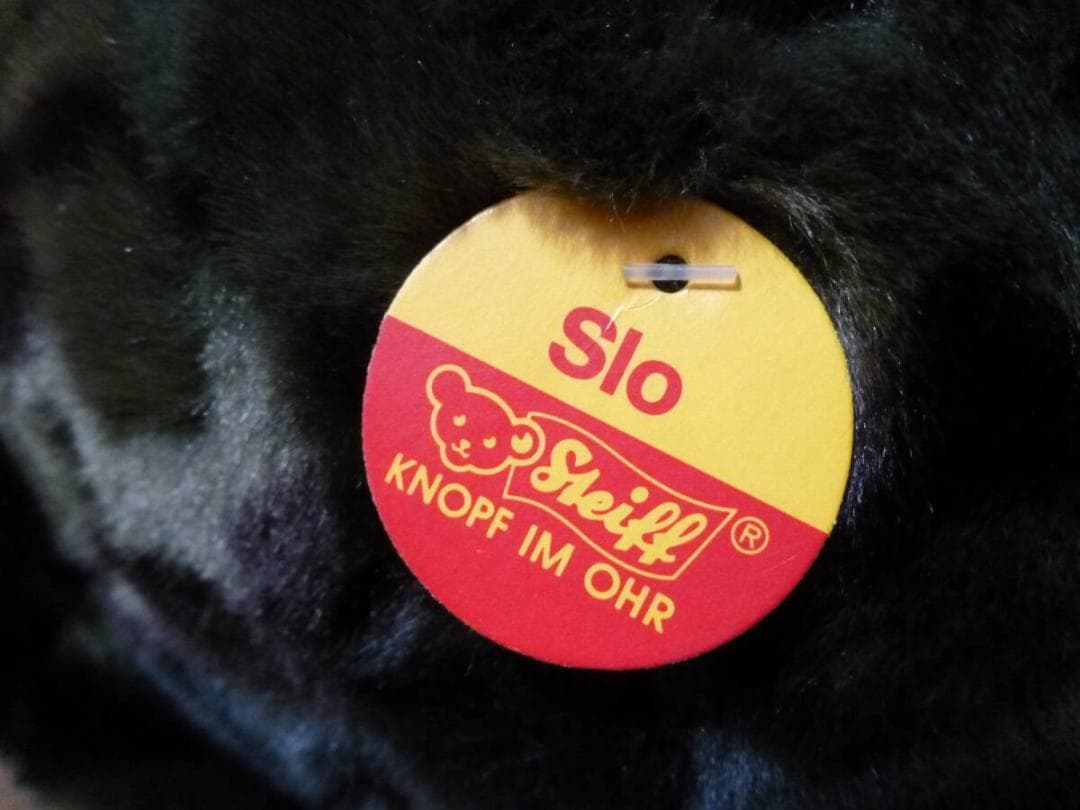 Slo
Steiff ®
KNOPF IM OHR